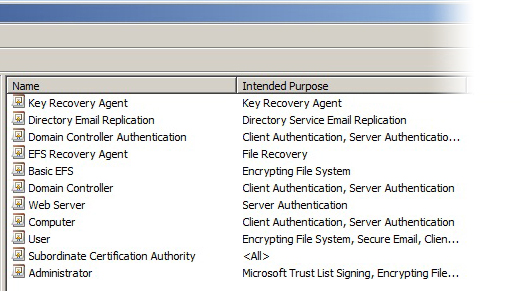 Name Intended Purpose
Key Recovery Agent Key Recovery Agent
Directory Email Replication Directory Service Email Replication
Domain Controller Authentication Client Authentication, Server Authenticatio...
EFS Recovery Agent File Recovery
Basic EFS Encrypting File System
Domain Controller Client Authentication, Server Authentication
Web Server Server Authentication
Computer Client Authentication, Server Authentication
User Encrypting File System, Secure Email, Clien...
Subordinate Certification Authority <All>
Administrator Microsoft Trust List Signing, Encrypting File...